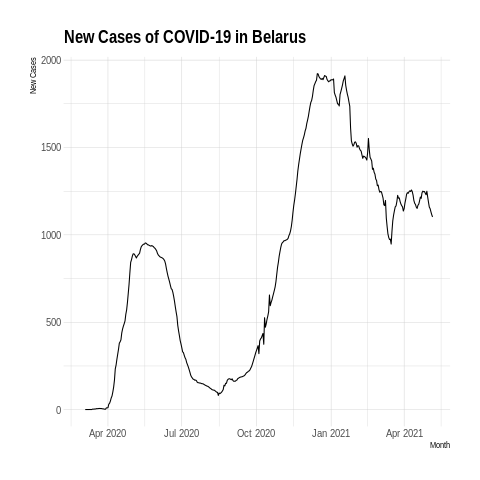 New Cases of COVID-19 in Belarus
New Cases
2000
1500
1000
500
0
Apr 2020 Jul 2020 Oct 2020 Jan 2021 Apr 2021
Month